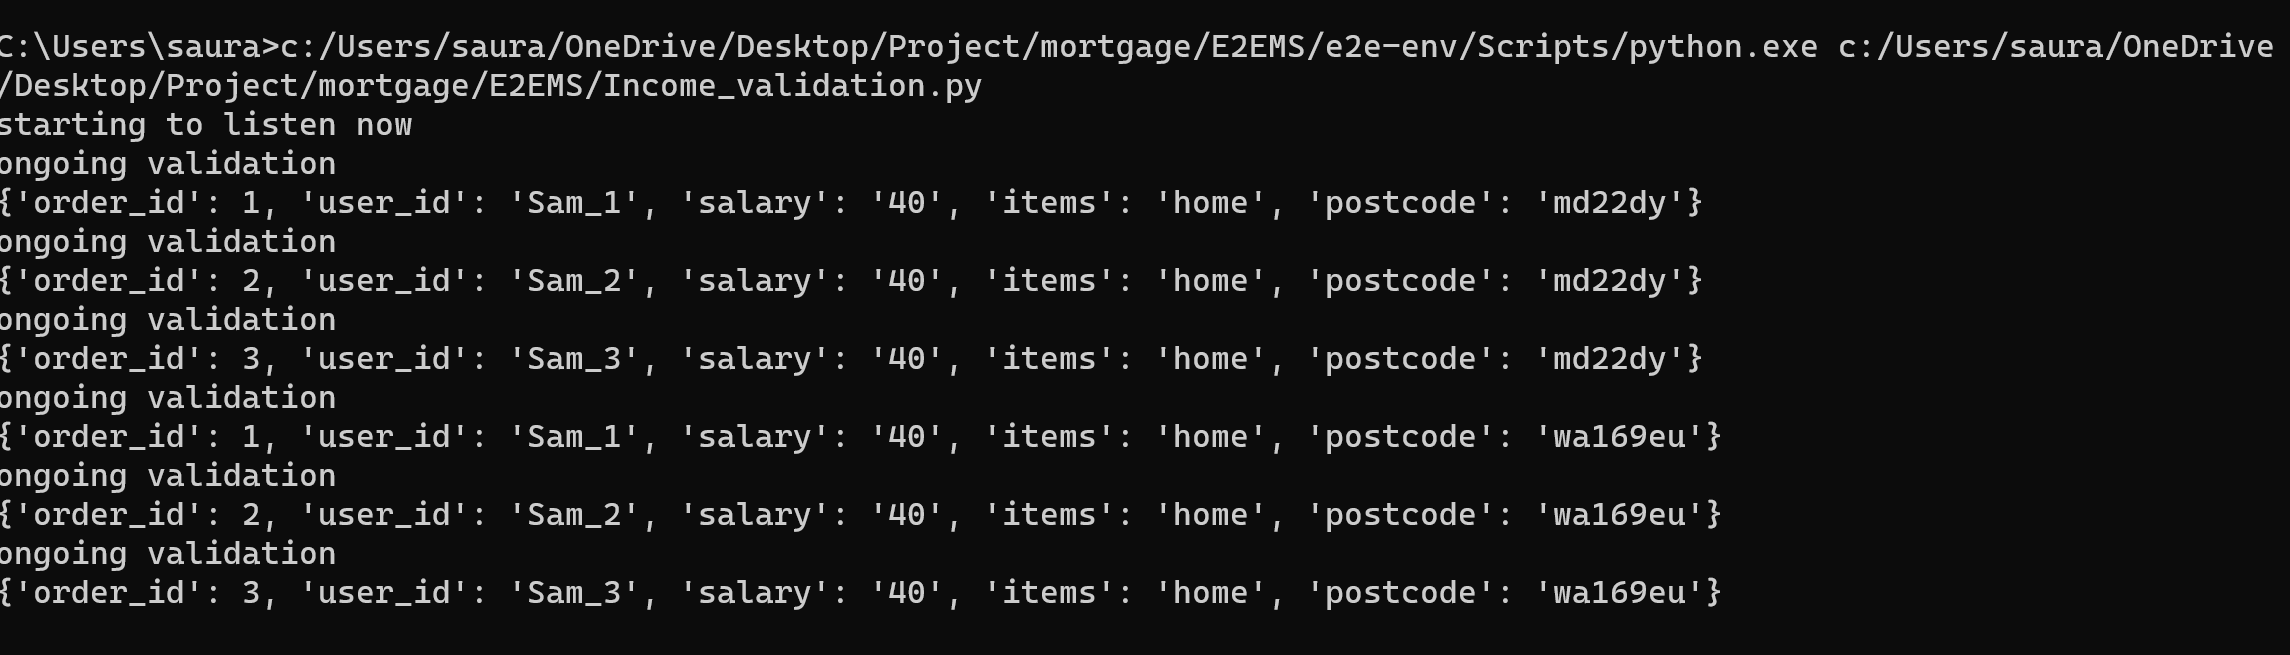 C:\Users\saura>c:/Users/saura/OneDrive/Desktop/Project/mortgage/E2EMS/e2e-env/Scripts/python.exe c:/Users/saura/OneDrive
/Desktop/Project/mortgage/E2EMS/Income_validation.py
starting to listen now
ongoing validation
{'order_id': 1, 'user_id': 'Sam_1', 'salary': '40', 'items': 'home', 'postcode': 'md22dy'}
ongoing validation
{'order_id': 2, 'user_id': 'Sam_2', 'salary': '40', 'items': 'home', 'postcode': 'md22dy'}
ongoing validation
{'order_id': 3, 'user_id': 'Sam_3', 'salary': '40', 'items': 'home', 'postcode': 'md22dy'}
ongoing validation
{'order_id': 1, 'user_id': 'Sam_1', 'salary': '40', 'items': 'home', 'postcode': 'wa169eu'}
ongoing validation
{'order_id': 2, 'user_id': 'Sam_2', 'salary': '40', 'items': 'home', 'postcode': 'wa169eu'}
ongoing validation
{'order_id': 3, 'user_id': 'Sam_3', 'salary': '40', 'items': 'home', 'postcode': 'wa169eu'}